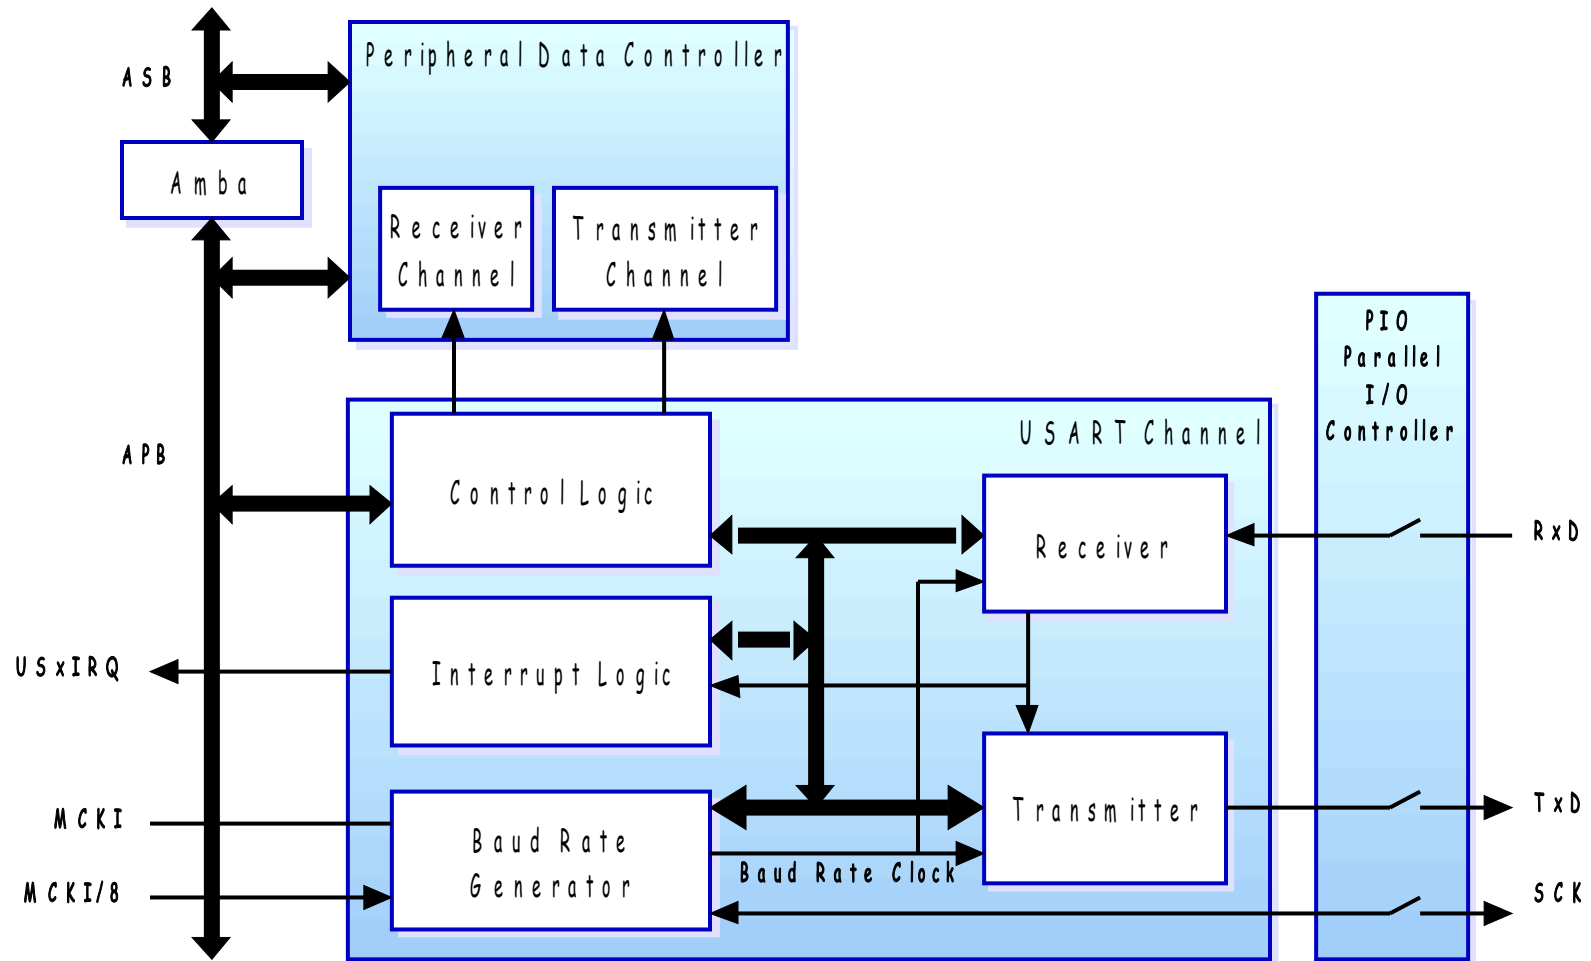 Peripheral Data Controller
ASB
Amba
Receiver
Channel
Transmitter
Channel
PIO
Parallel
I/O
Controller
USART Channel
APB
Control Logic
Receiver
RxD
USxIRQ
Interrupt Logic
MCKI
Baud Rate
Generator
Transmitter
TxD
Baud Rate Clock
MCKI/8
SCK